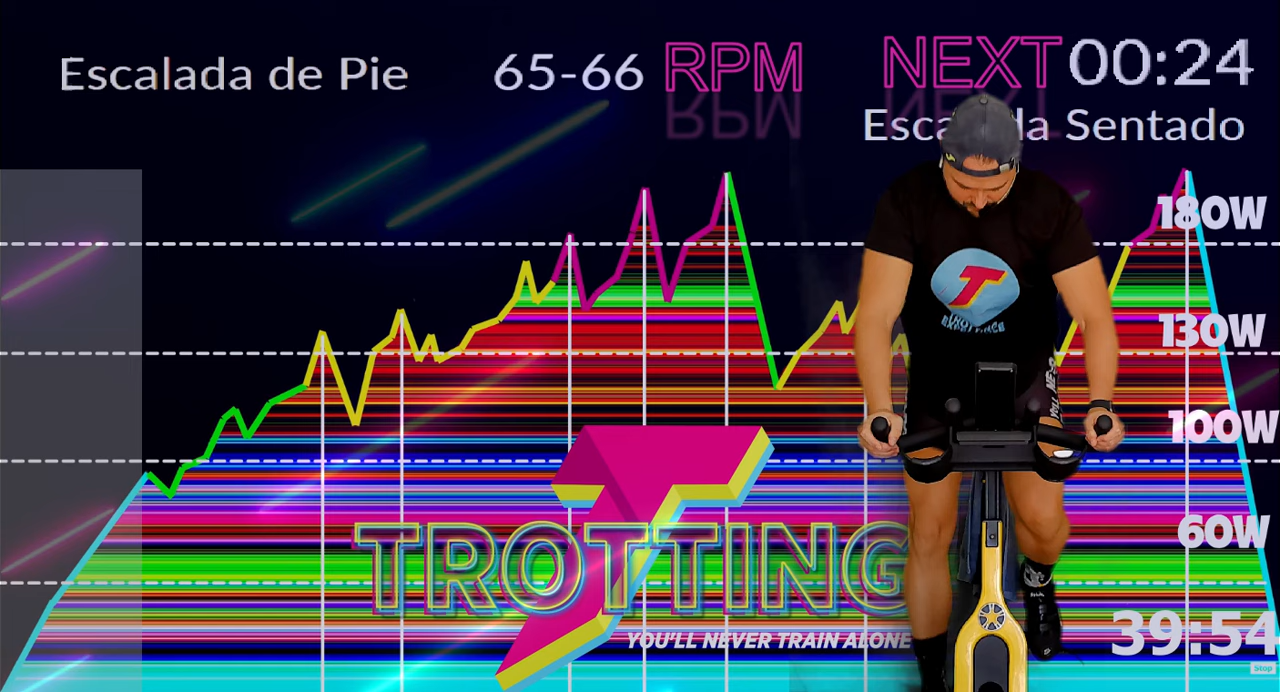 Escalada de Pie 65-66 RPM NEXT 00:24
Escalada Sentado
180W
130W
100W
60W
TROTTING
YOU'LL NEVER TRAIN ALONE
39:54
Stop